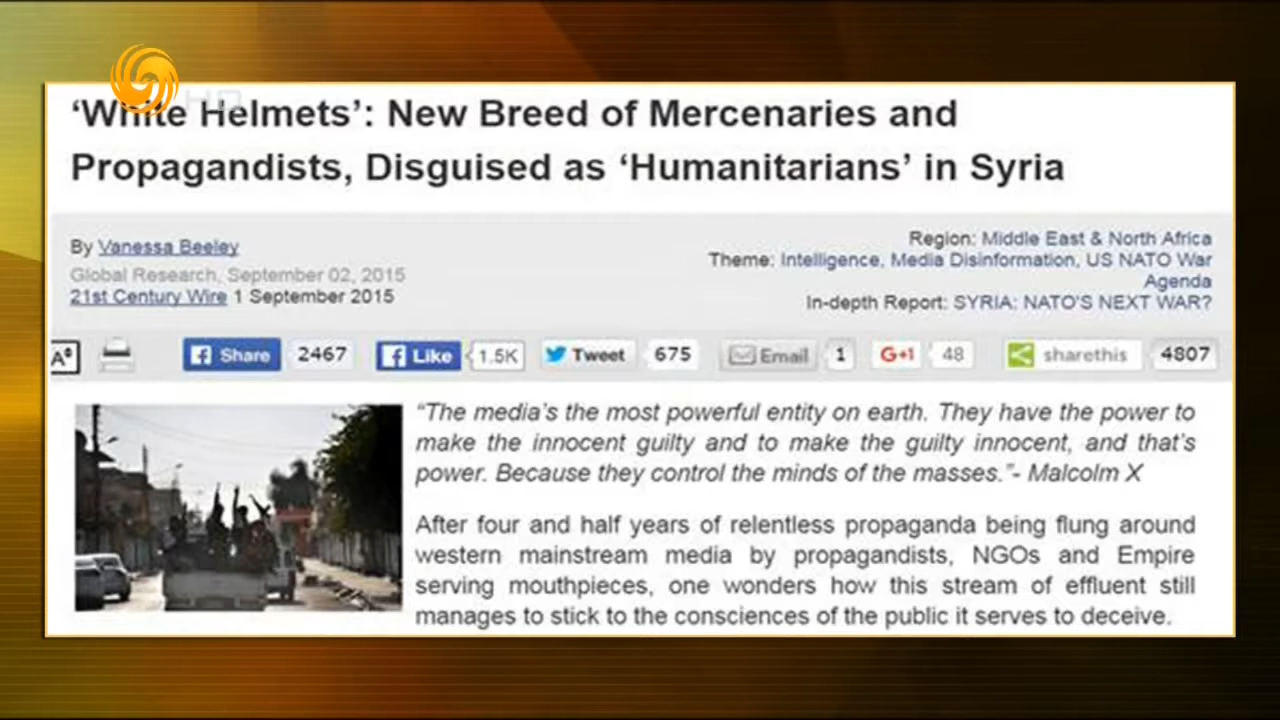 HD
‘White Helmets’: New Breed of Mercenaries and
Propagandists, Disguised as ‘Humanitarians’ in Syria
By Vanessa Beeley
Global Research, September 02, 2015
21st Century Wire 1 September 2015
Region: Middle East & North Africa
Theme: Intelligence, Media Disinformation, US NATO War
Agenda
In-depth Report: SYRIA: NATO'S NEXT WAR?
A
Share 2467 Like 1.5K Tweet 675 Email 1 G+1 48 sharethis 4807
“The media’s the most powerful entity on earth. They have the power to
make the innocent guilty and to make the guilty innocent, and that’s
power. Because they control the minds of the masses.”- Malcolm X
After four and half years of relentless propaganda being flung around
western mainstream media by propagandists, NGOs and Empire
serving mouthpieces, one wonders how this stream of effluent still
manages to stick to the consciences of the public it serves to deceive.